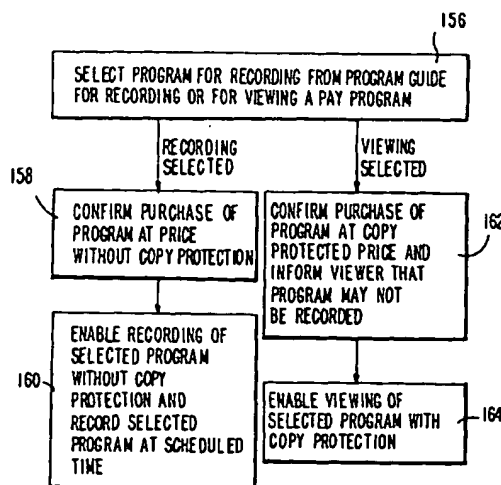 156
SELECT PROGRAM FOR RECORDING FROM PROGRAM GUIDE
FOR RECORDING OR FOR VIEWING A PAY PROGRAM
RECORDING
SELECTED
VIEWING
SELECTED
158
CONFIRM PURCHASE OF
PROGRAM AT PRICE
WITHOUT COPY PROTECTION
CONFIRM PURCHASE OF
PROGRAM AT COPY
PROTECTED PRICE AND
INFORM VIEWER THAT
PROGRAM MAY NOT
BE RECORDED
162
160
ENABLE RECORDING OF
SELECTED PROGRAM
WITHOUT COPY
PROTECTION AND
RECORD SELECTED
PROGRAM AT SCHEDULED
TIME
ENABLE VIEWING OF
SELECTED PROGRAM WITH
COPY PROTECTION
164